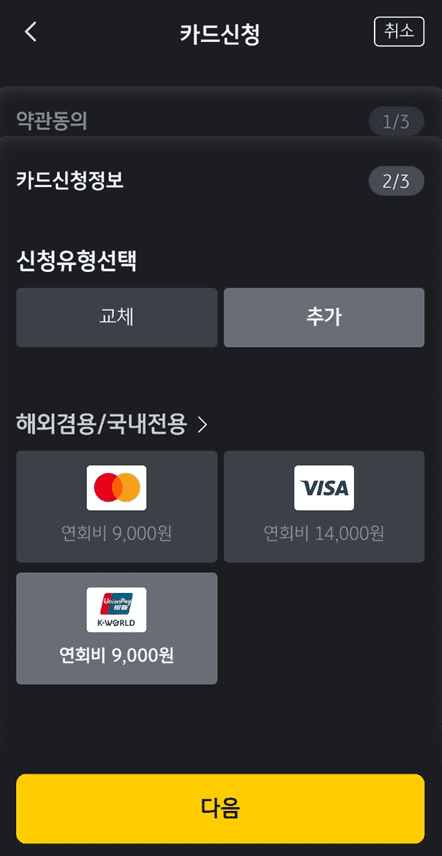 카드신청
취소
약관동의
1/3
카드신청정보
2/3
신청유형선택
교체
추가
해외겸용/국내전용 >
연회비 9,000원
VISA
연회비 14,000원
UnionPay
银联
K-WORLD
연회비 9,000원
다음